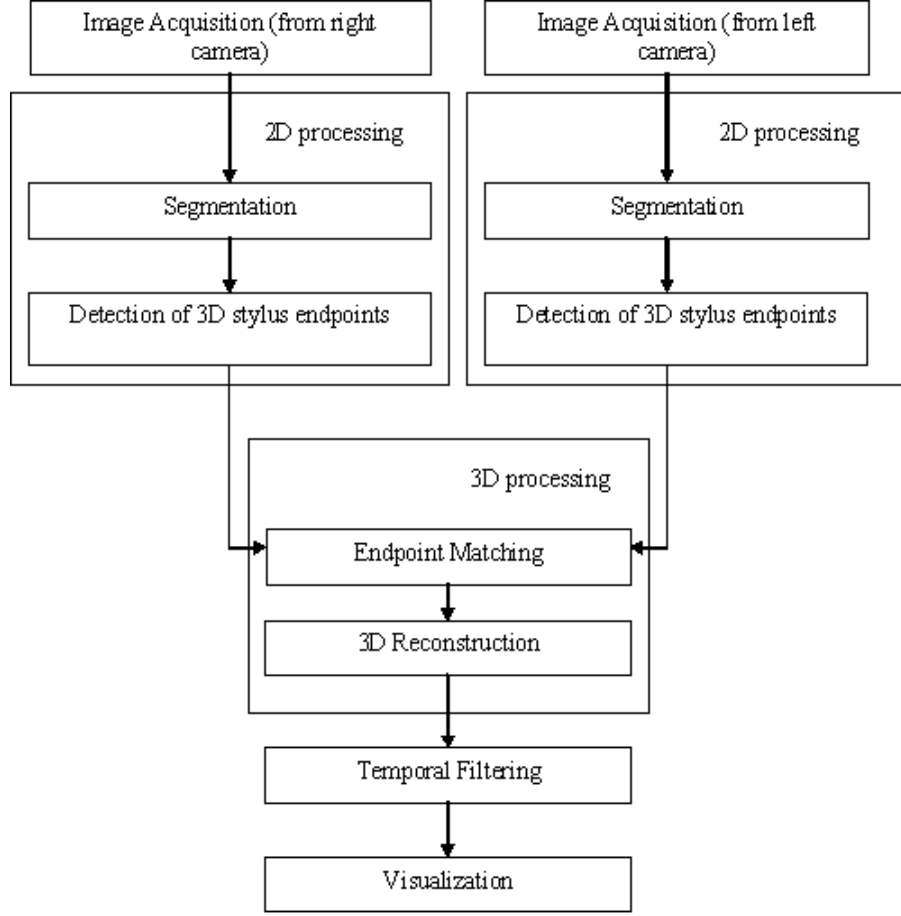 Image Acquisition (from right
camera)
Image Acquisition (from left
camera)
2D processing
2D processing
Segmentation
Segmentation
Detection of 3D stylus endpoints
Detection of 3D stylus endpoints
3D processing
Endpoint Matching
3D Reconstruction
Temporal Filtering
Visualization